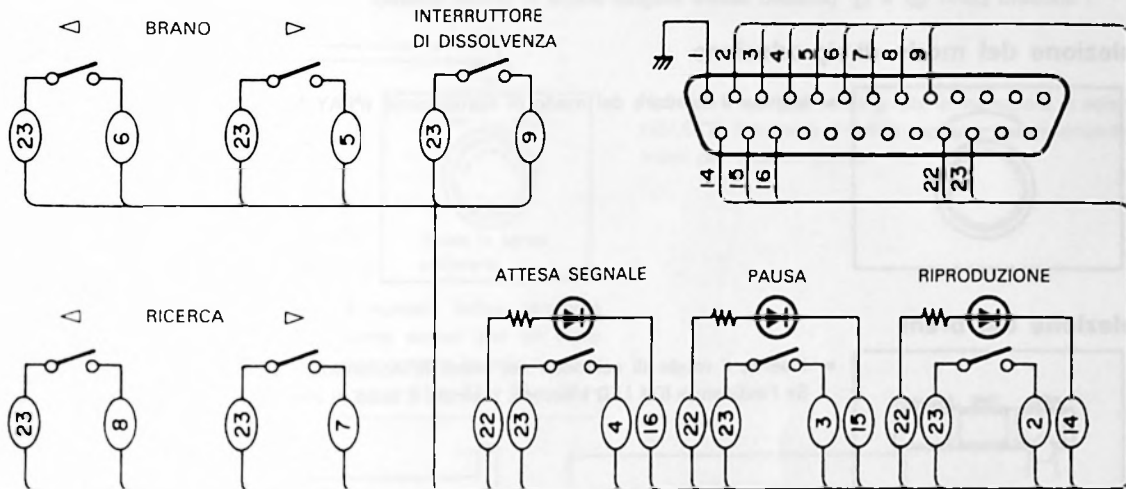 ◁ BRANO ▷
INTERRUTTORE
DI DISSOLVENZA
23 6 23 5 23 9
1 2 3 4 5 6 7 8 9
14 15 16 22 23
◁ RICERCA ▷
ATTESA SEGNALE
PAUSA
RIPRODUZIONE
23 8 23 7 22 23 4 16 22 23 3 15 22 23 2 14